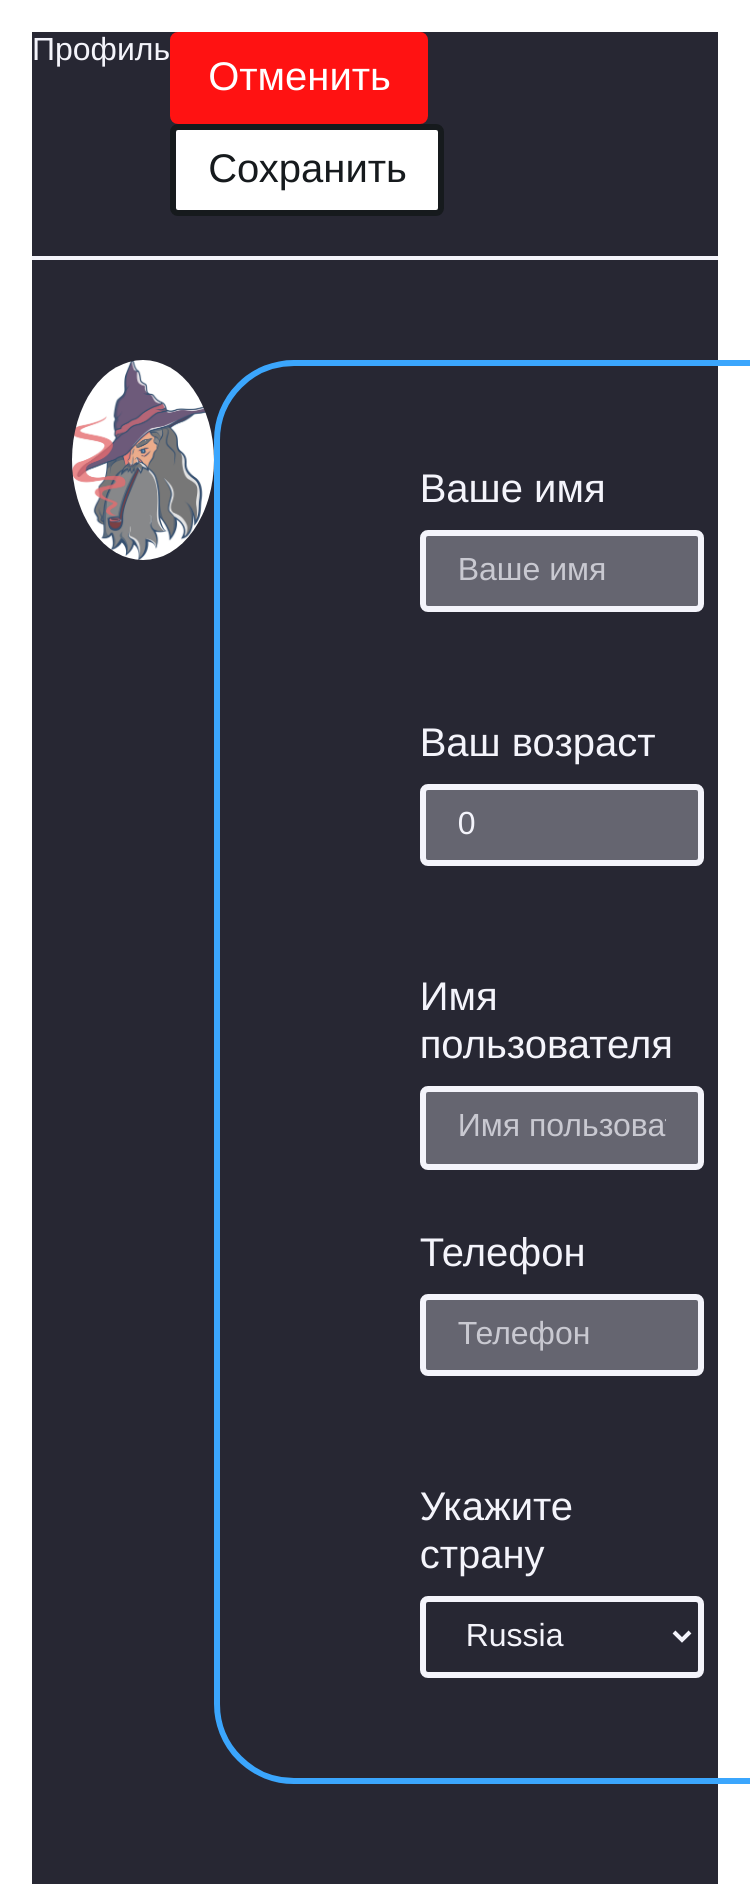 Профиль
Отменить
Сохранить
Ваше имя
Ваше имя
Ваш возраст
0
Имя
пользователя
Имя пользова
Телефон
Телефон
Укажите
страну
Russia